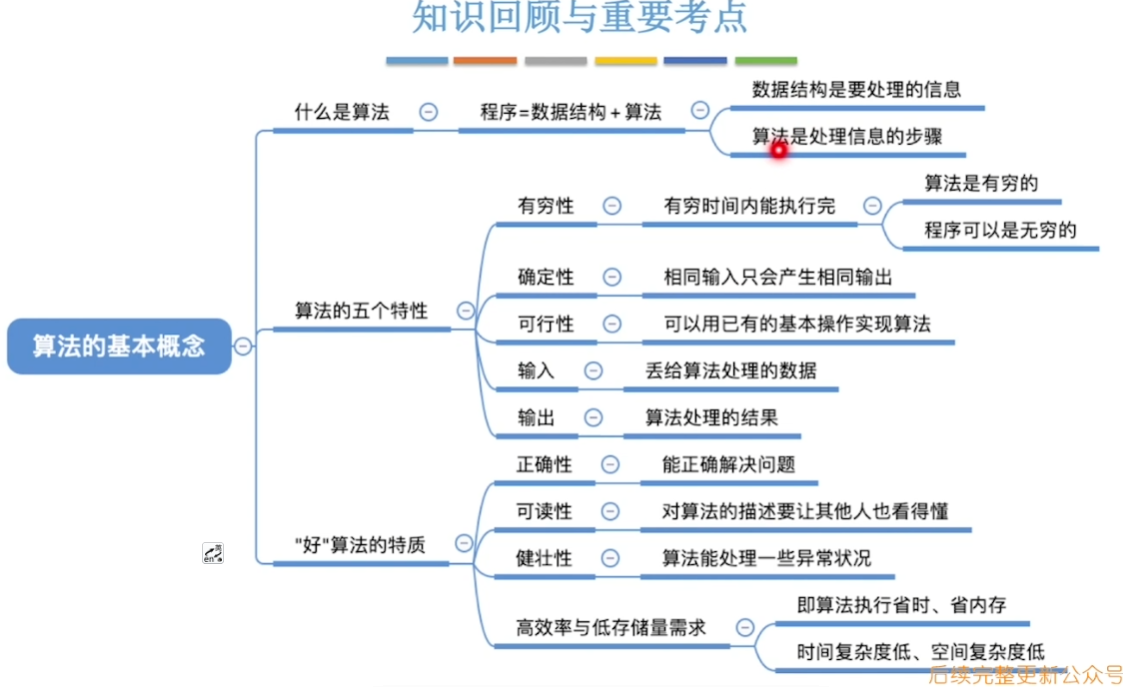 知识回顾与重要考点
什么是算法
程序=数据结构+算法
数据结构是要处理的信息
算法是处理信息的步骤
算法的基本概念
算法的五个特性
有穷性
有穷时间内能执行完
算法是有穷的
程序可以是无穷的
确定性
相同输入只会产生相同输出
可行性
可以用已有的基本操作实现算法
输入
丢给算法处理的数据
输出
算法处理的结果
"好"算法的特质
正确性
能正确解决问题
可读性
对算法的描述要让其他人也看得懂
健壮性
算法能处理一些异常状况
高效率与低存储量需求
即算法执行省时、省内存
时间复杂度低、空间复杂度低
后续完整更新公众号